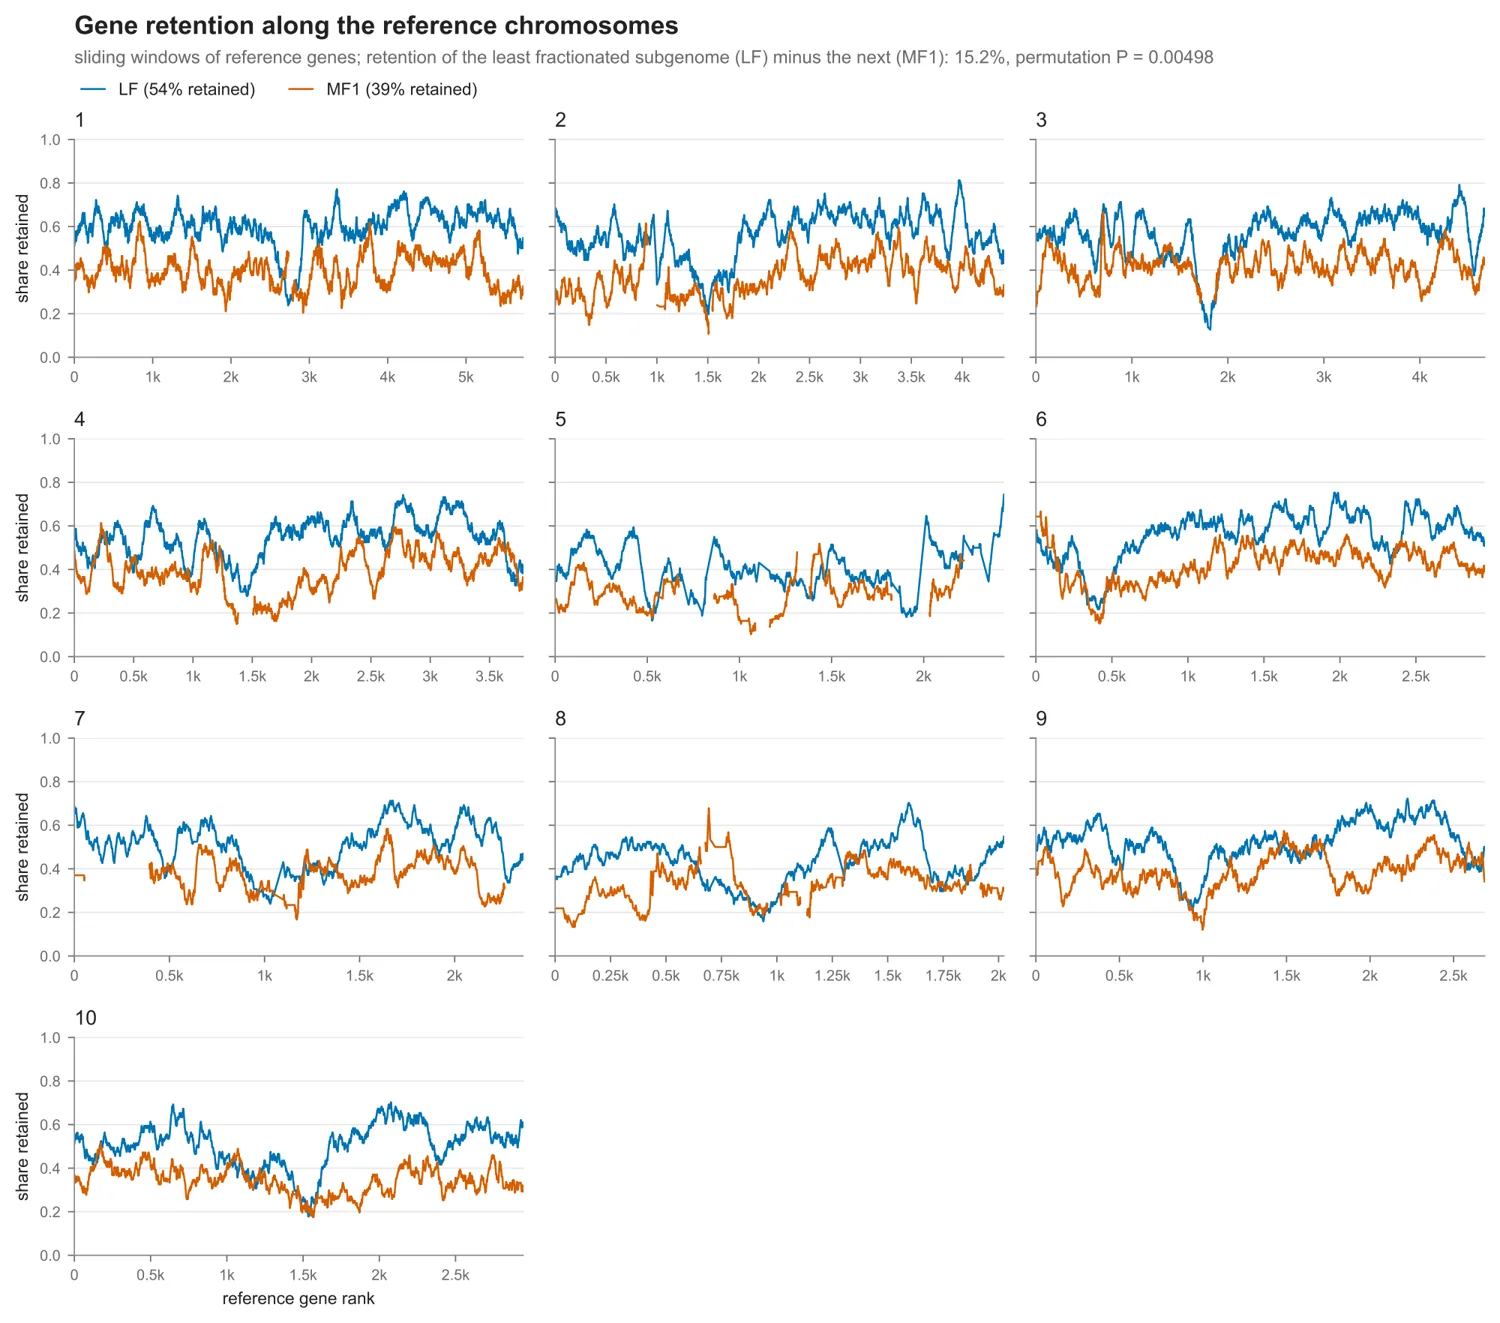 Gene retention along the reference chromosomes
sliding windows of reference genes; retention of the least fractionated subgenome (LF) minus the next (MF1): 15.2%, permutation P = 0.00498
LF (54% retained) MF1 (39% retained)
1 2 3
share retained
1.0
0.8
0.6
0.4
0.2
0.0
0 1k 2k 3k 4k 5k
0 0.5k 1k 1.5k 2k 2.5k 3k 3.5k 4k
0 1k 2k 3k 4k
4 5 6
share retained
1.0
0.8
0.6
0.4
0.2
0.0
0 0.5k 1k 1.5k 2k 2.5k 3k 3.5k
0 0.5k 1k 1.5k 2k
0 0.5k 1k 1.5k 2k 2.5k
7 8 9
share retained
1.0
0.8
0.6
0.4
0.2
0.0
0 0.5k 1k 1.5k 2k
0 0.25k 0.5k 0.75k 1k 1.25k 1.5k 1.75k 2k
0 0.5k 1k 1.5k 2k 2.5k
10
share retained
1.0
0.8
0.6
0.4
0.2
0.0
0 0.5k 1k 1.5k 2k 2.5k
reference gene rank